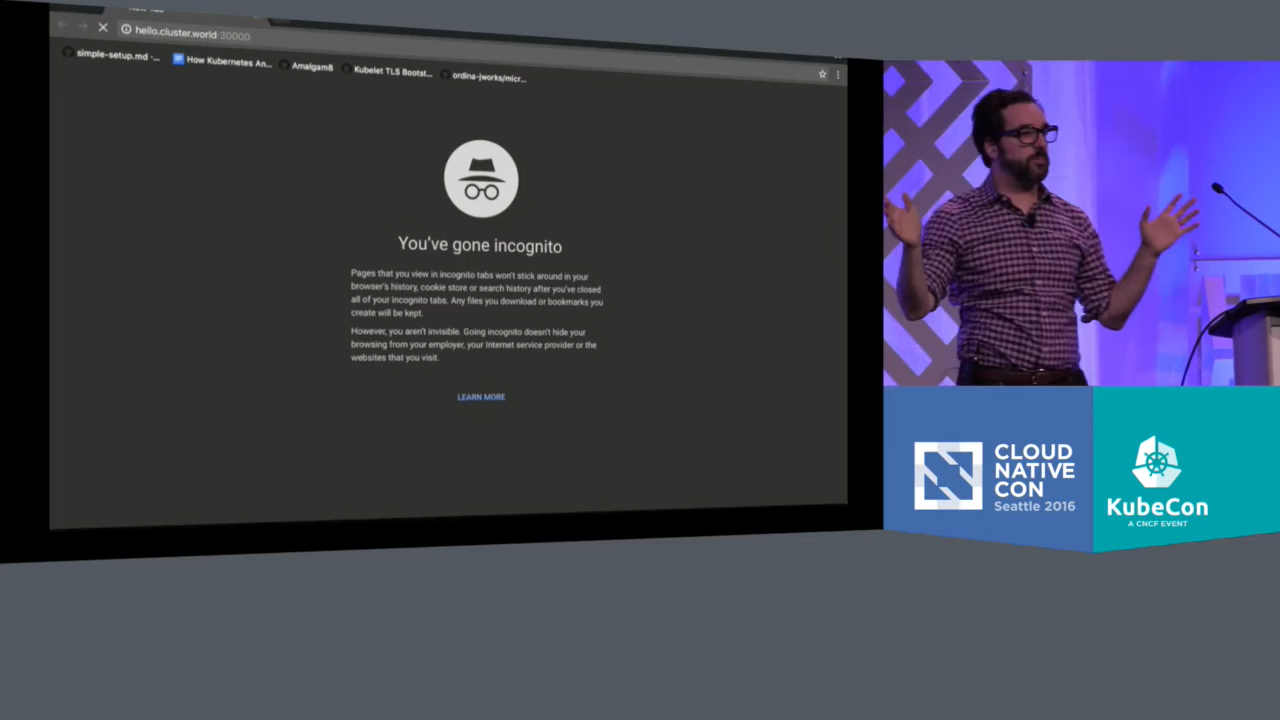 hello.cluster.world:30000
simple-setup.md -...
How Kubernetes An...
Amalgam8
Kubelet TLS Bootst...
ordina-jworks/micr...
You've gone incognito
Pages that you view in incognito tabs won't stick around in your
browser's history, cookie store or search history after you've closed
all of your incognito tabs. Any files you download or bookmarks you
create will be kept.
However, you aren't invisible. Going incognito doesn't hide your
browsing from your employer, your Internet service provider or the
websites that you visit.
LEARN MORE
CLOUD
NATIVE
CON
Seattle 2016
KubeCon
A CNCF EVENT